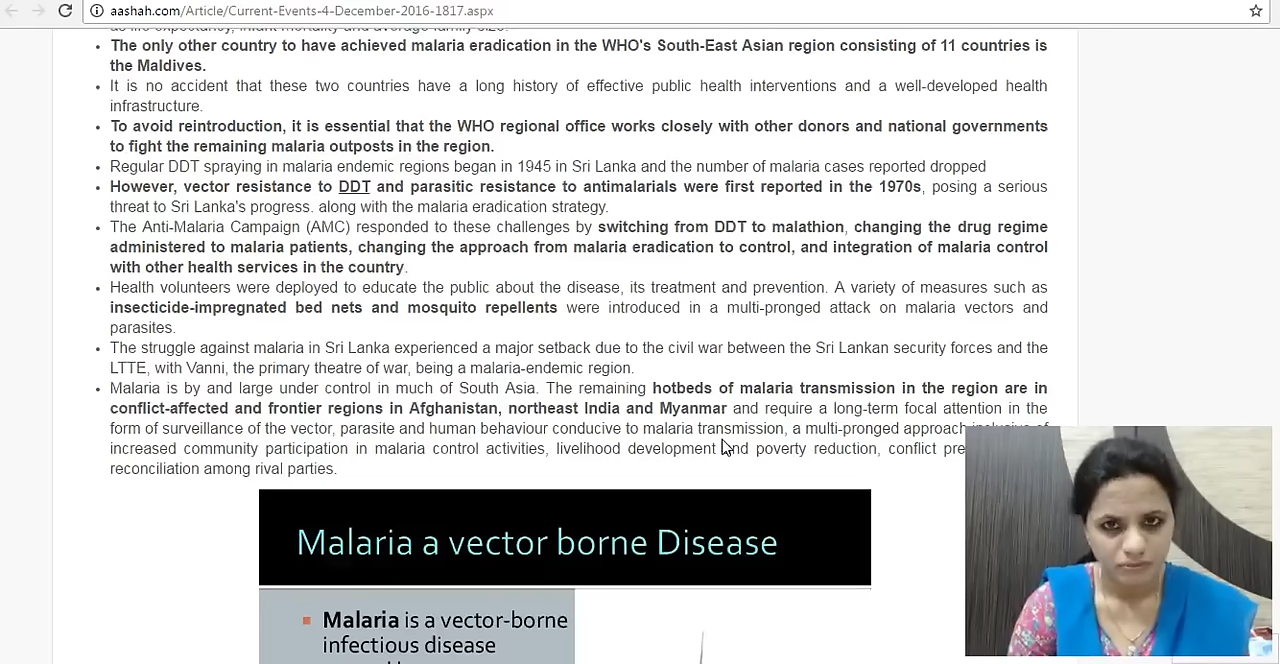 aashah.com/Article/Current-Events-4-December-2016-1817.aspx
as life expectancy, infant mortality and average family size.
• The only other country to have achieved malaria eradication in the WHO's South-East Asian region consisting of 11 countries is
the Maldives.
• It is no accident that these two countries have a long history of effective public health interventions and a well-developed health
infrastructure.
• To avoid reintroduction, it is essential that the WHO regional office works closely with other donors and national governments
to fight the remaining malaria outposts in the region.
• Regular DDT spraying in malaria endemic regions began in 1945 in Sri Lanka and the number of malaria cases reported dropped
• However, vector resistance to DDT and parasitic resistance to antimalarials were first reported in the 1970s, posing a serious
threat to Sri Lanka's progress. along with the malaria eradication strategy.
• The Anti-Malaria Campaign (AMC) responded to these challenges by switching from DDT to malathion, changing the drug regime
administered to malaria patients, changing the approach from malaria eradication to control, and integration of malaria control
with other health services in the country.
• Health volunteers were deployed to educate the public about the disease, its treatment and prevention. A variety of measures such as
insecticide-impregnated bed nets and mosquito repellents were introduced in a multi-pronged attack on malaria vectors and
parasites.
• The struggle against malaria in Sri Lanka experienced a major setback due to the civil war between the Sri Lankan security forces and the
LTTE, with Vanni, the primary theatre of war, being a malaria-endemic region.
• Malaria is by and large under control in much of South Asia. The remaining hotbeds of malaria transmission in the region are in
conflict-affected and frontier regions in Afghanistan, northeast India and Myanmar and require a long-term focal attention in the
form of surveillance of the vector, parasite and human behaviour conducive to malaria transmission, a multi-pronged approach inclusive of
increased community participation in malaria control activities, livelihood development and poverty reduction, conflict pre
reconciliation among rival parties.
Malaria a vector borne Disease
Malaria is a vector-borne
infectious disease